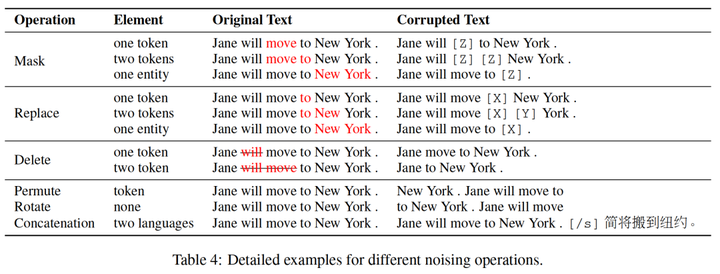 Operation Element Original Text Corrupted Text
Mask
one token Jane will move to New York . Jane will [Z] to New York .
two tokens Jane will move to New York . Jane will [Z] [Z] New York .
one entity Jane will move to New York . Jane will move to [Z] .
Replace
one token Jane will move to New York . Jane will move [X] New York .
two tokens Jane will move to New York . Jane will move [X] [Y] York .
one entity Jane will move to New York . Jane will move to [X] .
Delete
one token Jane will move to New York . Jane move to New York .
two token Jane will move to New York . Jane to New York .
Permute token Jane will move to New York . New York . Jane will move to
Rotate none Jane will move to New York . to New York . Jane will move
Concatenation two languages Jane will move to New York . Jane will move to New York . [/s] 简将搬到纽约。
Table 4: Detailed examples for different noising operations.